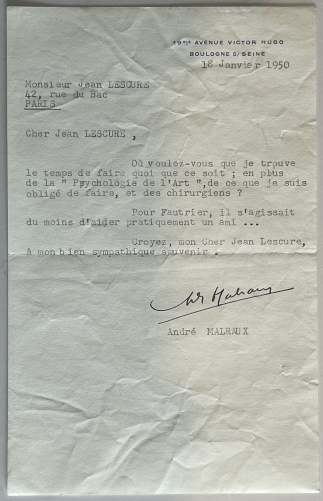 19bis AVENUE VICTOR HUGO
BOULOGNE S/ SEINE
18 Janvier 1950
Monsieur Jean LESCURE
42, rue du Bac
PARIS
Cher Jean LESCURE ,
Où voulez-vous que je trouve
le temps de faire quoi que ce soit ; en plus
de la " Psychologie de l'Art ",de ce que je suis
obligé de faire, et des chirurgiens ?
Pour Fautrier, il s'agissait
du moins d'aider pratiquement un ami ...
Croyez, mon Cher Jean Lescure,
à mon bien sympathique souvenir .
André MALRAUX